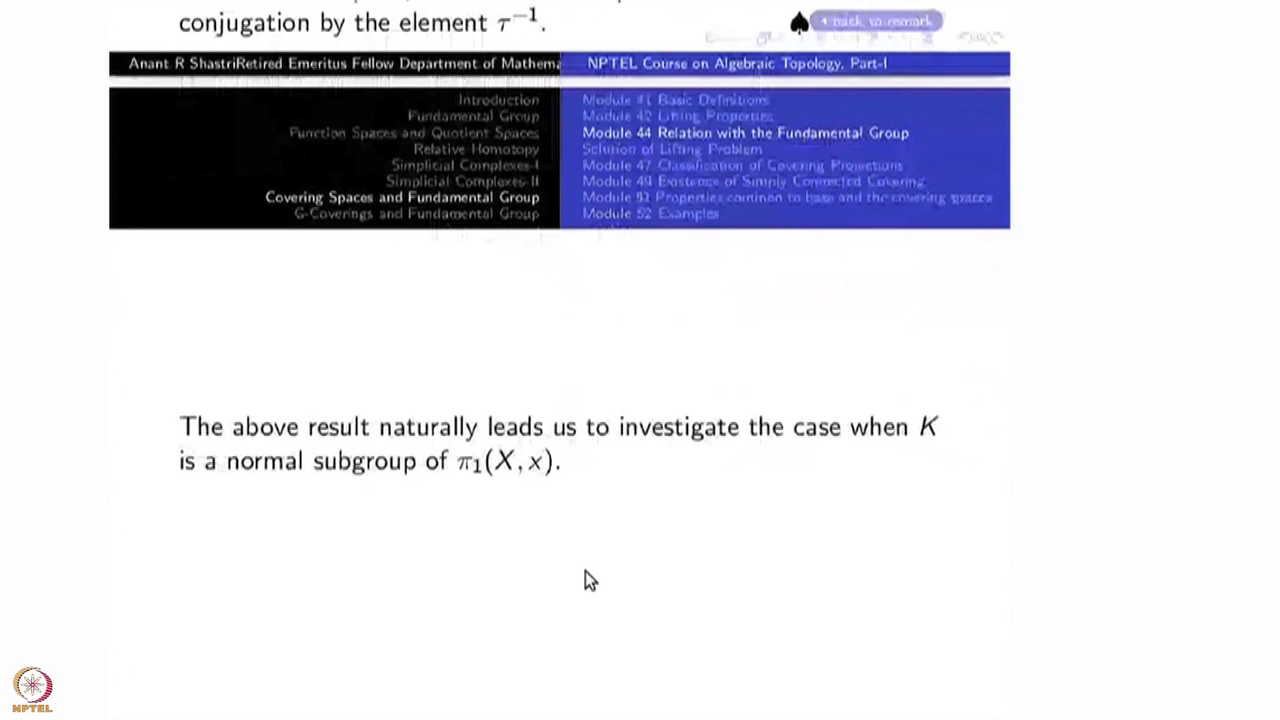 conjugation by the element τ⁻¹.
♠ back to remark
Anant R ShastriRetired Emeritus Fellow Department of Mathema
NPTEL Course on Algebraic Topology, Part-I
Introduction
Fundamental Group
Function Spaces and Quotient Spaces
Relative Homotopy
Simplicial Complexes-I
Simplicial Complexes-II
Covering Spaces and Fundamental Group
G-Coverings and Fundamental Group
Module 41 Basic Definitions
Module 42 Lifting Properties
Module 44 Relation with the Fundamental Group
Solution of Lifting Problem
Module 47 Classification of Covering Projections
Module 49 Existence of Simply Connected Covering
Module 51 Properties common to base and the covering spaces
Module 52 Examples
The above result naturally leads us to investigate the case when K
is a normal subgroup of π₁(X, x).
NPTEL